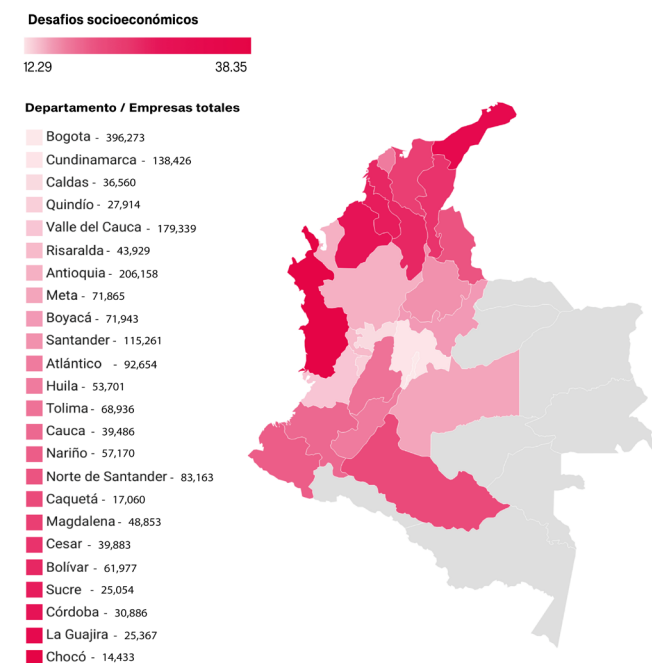 Desafios socioeconómicos
12.29 38.35
Departamento / Empresas totales
Bogota - 396,273
Cundinamarca - 138,426
Caldas - 36,560
Quindío - 27,914
Valle del Cauca - 179,339
Risaralda - 43,929
Antioquia - 206,158
Meta - 71,865
Boyacá - 71,943
Santander - 115,261
Atlántico - 92,654
Huila - 53,701
Tolima - 68,936
Cauca - 39,486
Nariño - 57,170
Norte de Santander - 83,163
Caquetá - 17,060
Magdalena - 48,853
Cesar - 39,883
Bolívar - 61,977
Sucre - 25,054
Córdoba - 30,886
La Guajira - 25,367
Chocó - 14,433